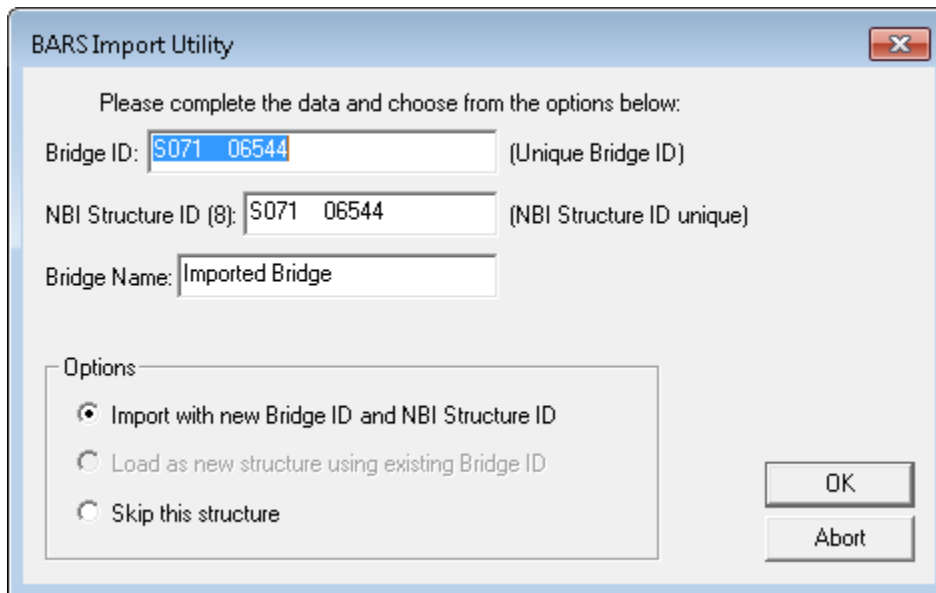 BARS Import Utility
Please complete the data and choose from the options below:
Bridge ID: S071    06544 (Unique Bridge ID)
NBI Structure ID (8): S071    06544 (NBI Structure ID unique)
Bridge Name: Imported Bridge
Options
Import with new Bridge ID and NBI Structure ID
Load as new structure using existing Bridge ID
Skip this structure
OK
Abort